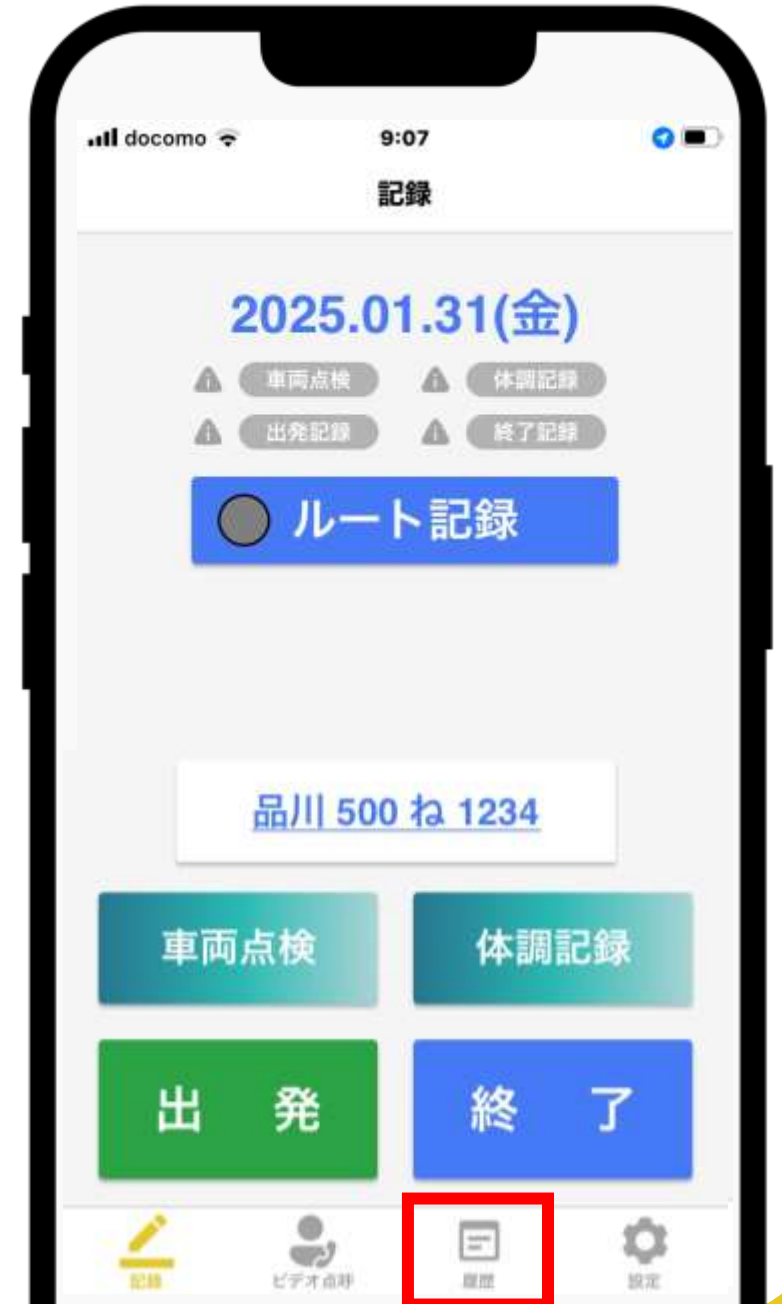 docomo 9:07
記録
2025.01.31(金)
車両点検 体調記録
出発記録 終了記録
ルート記録
品川 500 ね 1234
車両点検 体調記録
出 発 終 了
記録 ビデオ点呼 履歴 設定